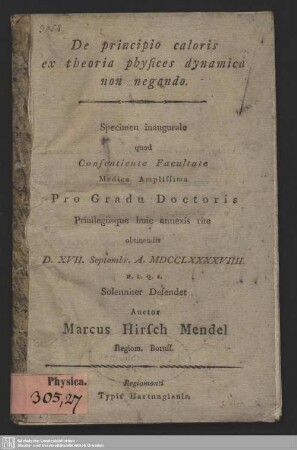 De principio caloris
ex theoria phyſices dynamica
non negando.
Specimen inaugurale
quod
Conſentiente Facultate
Medica Ampliſſima
Pro Gradu Doctoris
Priuilegiisque huic annexis rite
obtinendis
D. XVII. Septembr. A. MDCCLXXXXVIIII.
H. L. Q. S.
Solenniter Defendet
Auctor
Marcus Hirſch Mendel
Regiom. Boruſſ.
Physica.
305,27
Regiomonti
Typis Hartungianis.